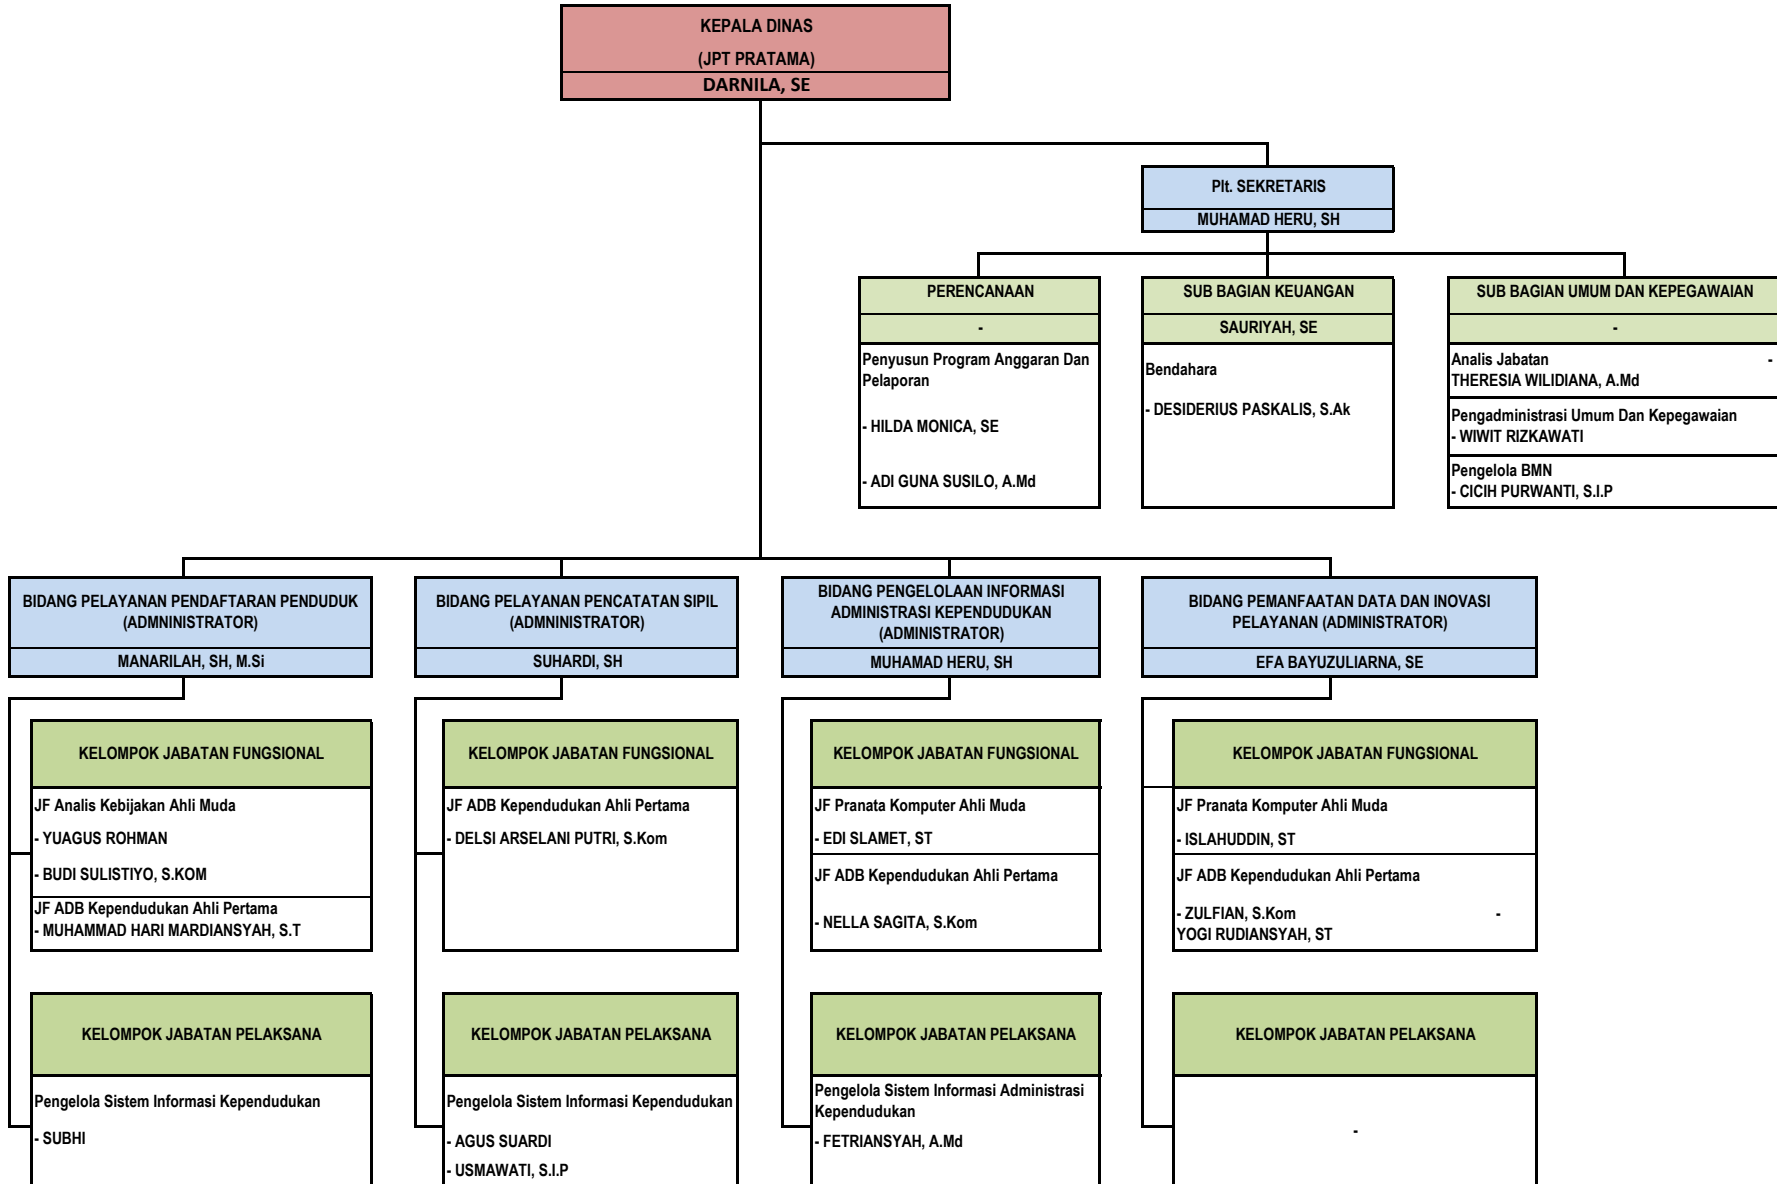 KEPALA DINAS
(JPT PRATAMA)
DARNILA, SE
Plt. SEKRETARIS
MUHAMAD HERU, SH
PERENCANAAN
-
Penyusun Program Anggaran Dan
Pelaporan
- HILDA MONICA, SE
- ADI GUNA SUSILO, A.Md
SUB BAGIAN KEUANGAN
SAURIYAH, SE
Bendahara
- DESIDERIUS PASKALIS, S.Ak
SUB BAGIAN UMUM DAN KEPEGAWAIAN
-
Analis Jabatan -
THERESIA WILIDIANA, A.Md
Pengadministrasi Umum Dan Kepegawaian
- WIWIT RIZKAWATI
Pengelola BMN
- CICIH PURWANTI, S.I.P
BIDANG PELAYANAN PENDAFTARAN PENDUDUK
(ADMNINISTRATOR)
MANARILAH, SH, M.Si
KELOMPOK JABATAN FUNGSIONAL
JF Analis Kebijakan Ahli Muda
- YUAGUS ROHMAN
- BUDI SULISTIYO, S.KOM
JF ADB Kependudukan Ahli Pertama
- MUHAMMAD HARI MARDIANSYAH, S.T
KELOMPOK JABATAN PELAKSANA
Pengelola Sistem Informasi Kependudukan
- SUBHI
BIDANG PELAYANAN PENCATATAN SIPIL
(ADMNINISTRATOR)
SUHARDI, SH
KELOMPOK JABATAN FUNGSIONAL
JF ADB Kependudukan Ahli Pertama
- DELSI ARSELANI PUTRI, S.Kom
KELOMPOK JABATAN PELAKSANA
Pengelola Sistem Informasi Kependudukan
- AGUS SUARDI
- USMAWATI, S.I.P
BIDANG PENGELOLAAN INFORMASI
ADMINISTRASI KEPENDUDUKAN
(ADMINISTRATOR)
MUHAMAD HERU, SH
KELOMPOK JABATAN FUNGSIONAL
JF Pranata Komputer Ahli Muda
- EDI SLAMET, ST
JF ADB Kependudukan Ahli Pertama
- NELLA SAGITA, S.Kom
KELOMPOK JABATAN PELAKSANA
Pengelola Sistem Informasi Administrasi
Kependudukan
- FETRIANSYAH, A.Md
BIDANG PEMANFAATAN DATA DAN INOVASI
PELAYANAN (ADMINISTRATOR)
EFA BAYUZULIARNA, SE
KELOMPOK JABATAN FUNGSIONAL
JF Pranata Komputer Ahli Muda
- ISLAHUDDIN, ST
JF ADB Kependudukan Ahli Pertama
- ZULFIAN, S.Kom -
YOGI RUDIANSYAH, ST
KELOMPOK JABATAN PELAKSANA
-